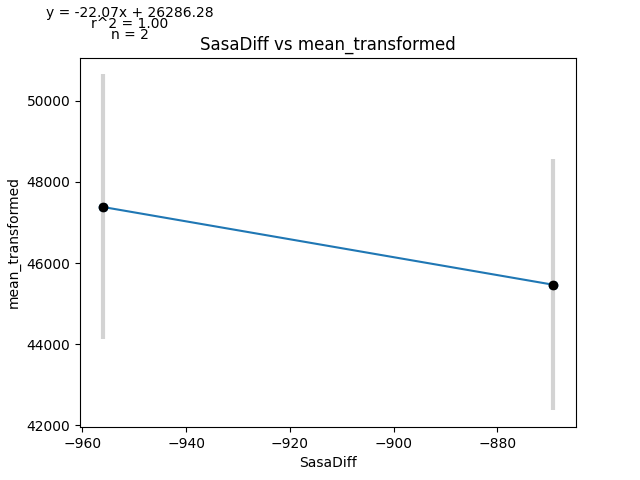 y = -22.07x + 26286.28
r^2 = 1.00
n = 2
SasaDiff vs mean_transformed
50000
48000
46000
44000
42000
mean_transformed
−960
−940
−920
−900
−880
SasaDiff